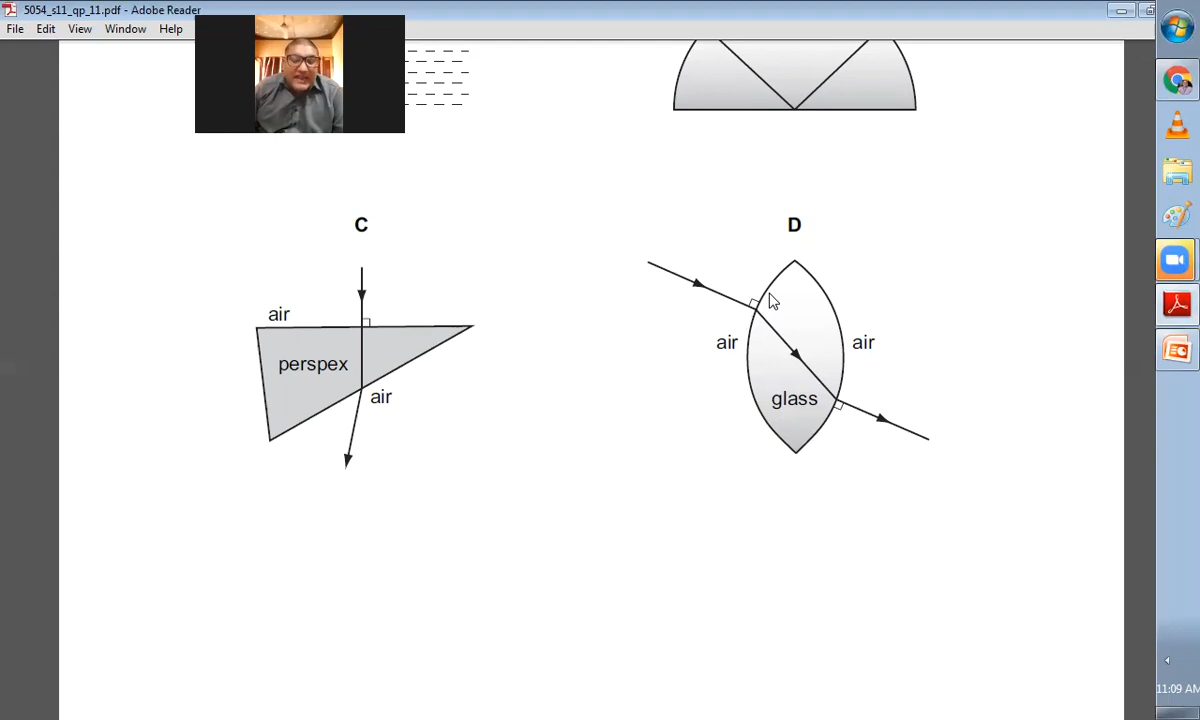 5054_s11_qp_11.pdf - Adobe Reader
File Edit View Window Help
C
D
air
perspex
air
air
air
glass
11:09 AM